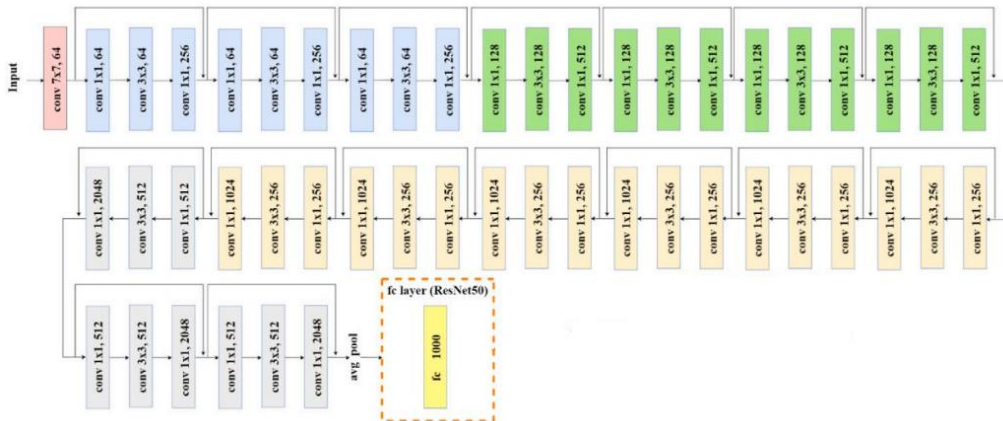 Input
conv 7x7, 64
conv 1x1, 64
conv 3x3, 64
conv 1x1, 256
conv 1x1, 64
conv 3x3, 64
conv 1x1, 256
conv 1x1, 64
conv 3x3, 64
conv 1x1, 256
conv 1x1, 128
conv 3x3, 128
conv 1x1, 512
conv 1x1, 128
conv 3x3, 128
conv 1x1, 512
conv 1x1, 128
conv 3x3, 128
conv 1x1, 512
conv 1x1, 128
conv 3x3, 128
conv 1x1, 512
conv 1x1, 2048
conv 3x3, 512
conv 1x1, 512
conv 1x1, 1024
conv 3x3, 256
conv 1x1, 256
conv 1x1, 1024
conv 3x3, 256
conv 1x1, 256
conv 1x1, 1024
conv 3x3, 256
conv 1x1, 256
conv 1x1, 1024
conv 3x3, 256
conv 1x1, 256
conv 1x1, 1024
conv 3x3, 256
conv 1x1, 256
conv 1x1, 1024
conv 3x3, 256
conv 1x1, 256
conv 1x1, 512
conv 3x3, 512
conv 1x1, 2048
conv 1x1, 512
conv 3x3, 512
conv 1x1, 2048
avg pool
fc layer (ResNet50)
fc 1000